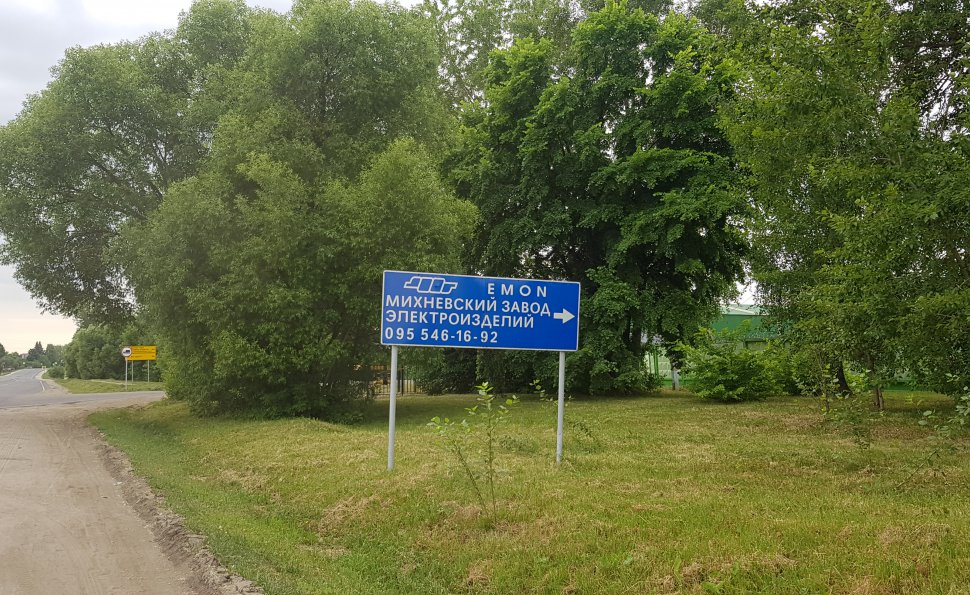 EMON
МИХНЕВСКИЙ ЗАВОД
ЭЛЕКТРОИЗДЕЛИЙ
095 546-16-92